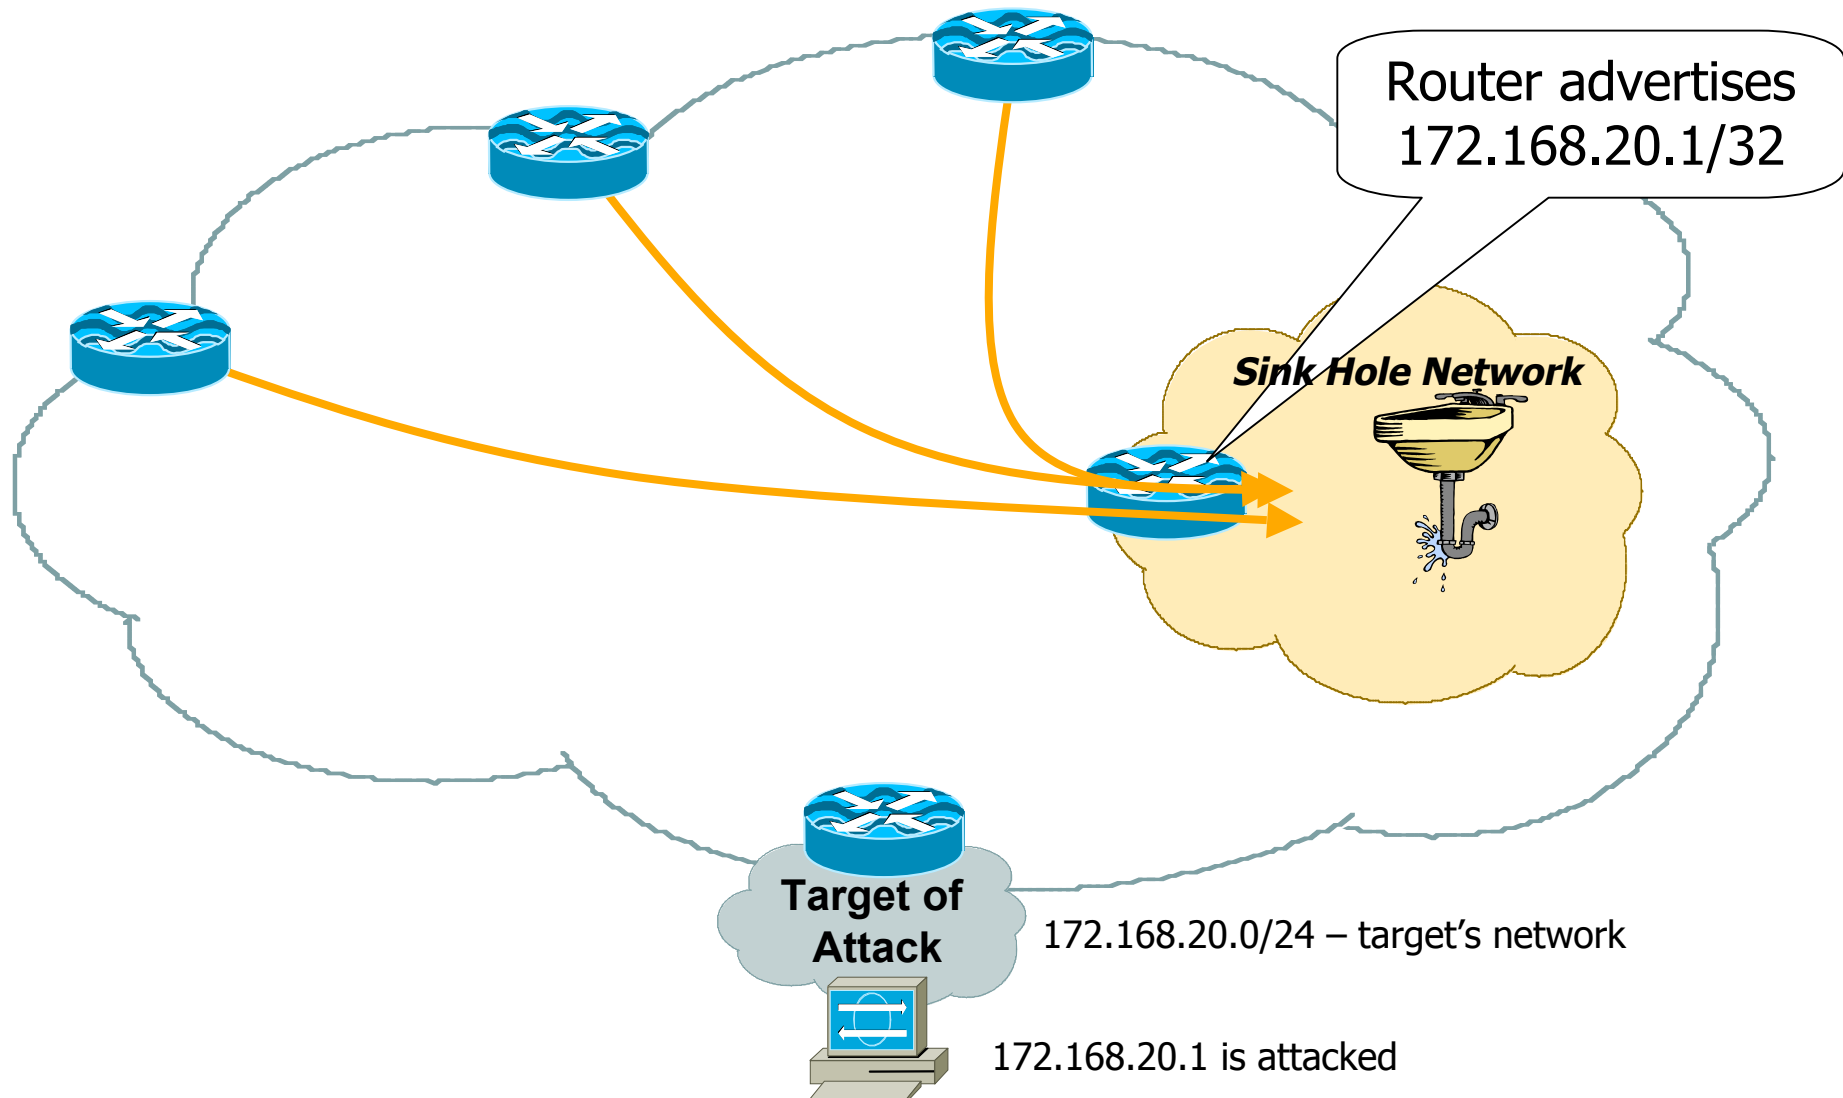 Router advertises
172.168.20.1/32
Sink Hole Network
Target of
Attack
172.168.20.0/24 – target’s network
172.168.20.1 is attacked